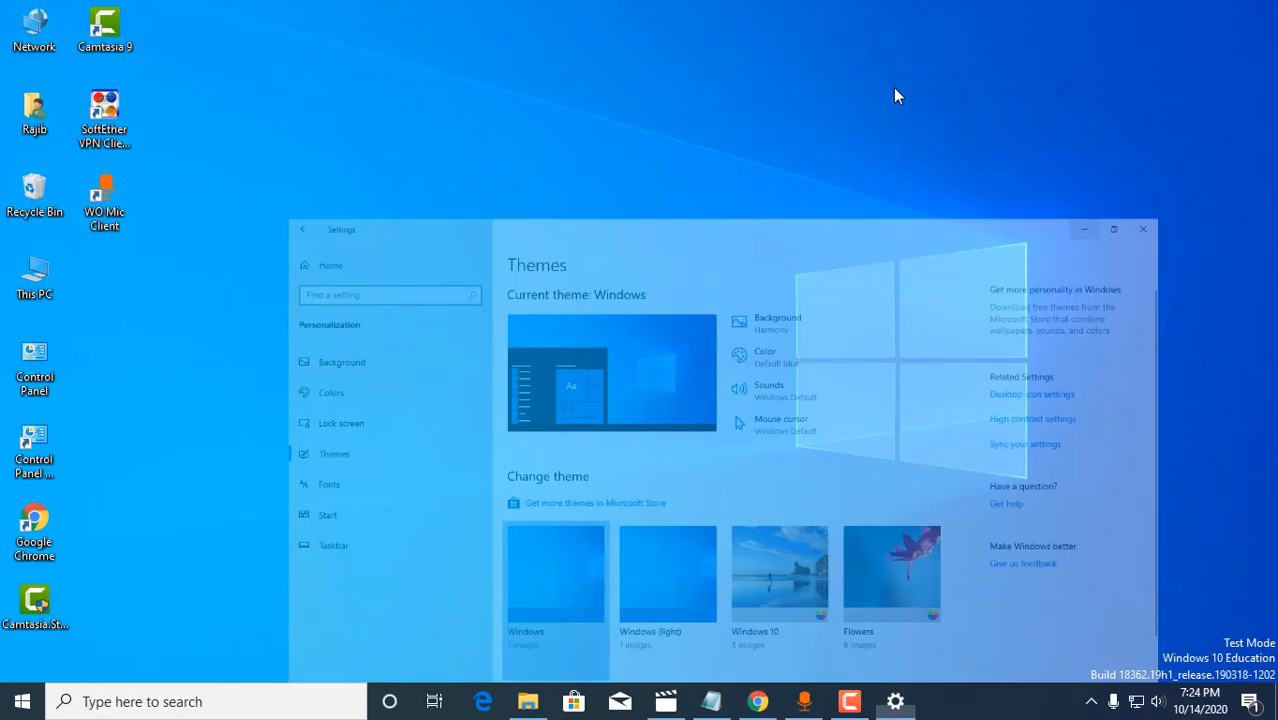 Network
Camtasia 9
Rajib
SoftEther
VPN Clie...
Recycle Bin
WO Mic
Client
This PC
Control
Panel
Control
Panel ...
Google
Chrome
Camtasia.St...
Settings
Home
Find a setting
Personalization
Background
Colors
Lock screen
Themes
Fonts
Start
Taskbar
Themes
Current theme: Windows
Aa
Background
Harmony
Color
Default blue
Sounds
Windows Default
Mouse cursor
Windows Default
Change theme
Get more themes in Microsoft Store
Windows
1 images
Windows (light)
1 images
Windows 10
5 images
Flowers
6 images
Get more personality in Windows
Download free themes from the
Microsoft Store that combine
wallpapers, sounds, and colors
Related Settings
Desktop icon settings
High contrast settings
Sync your settings
Have a question?
Get help
Make Windows better
Give us feedback
Test Mode
Windows 10 Education
Build 18362.19h1_release.190318-1202
Type here to search
7:24 PM
10/14/2020
1